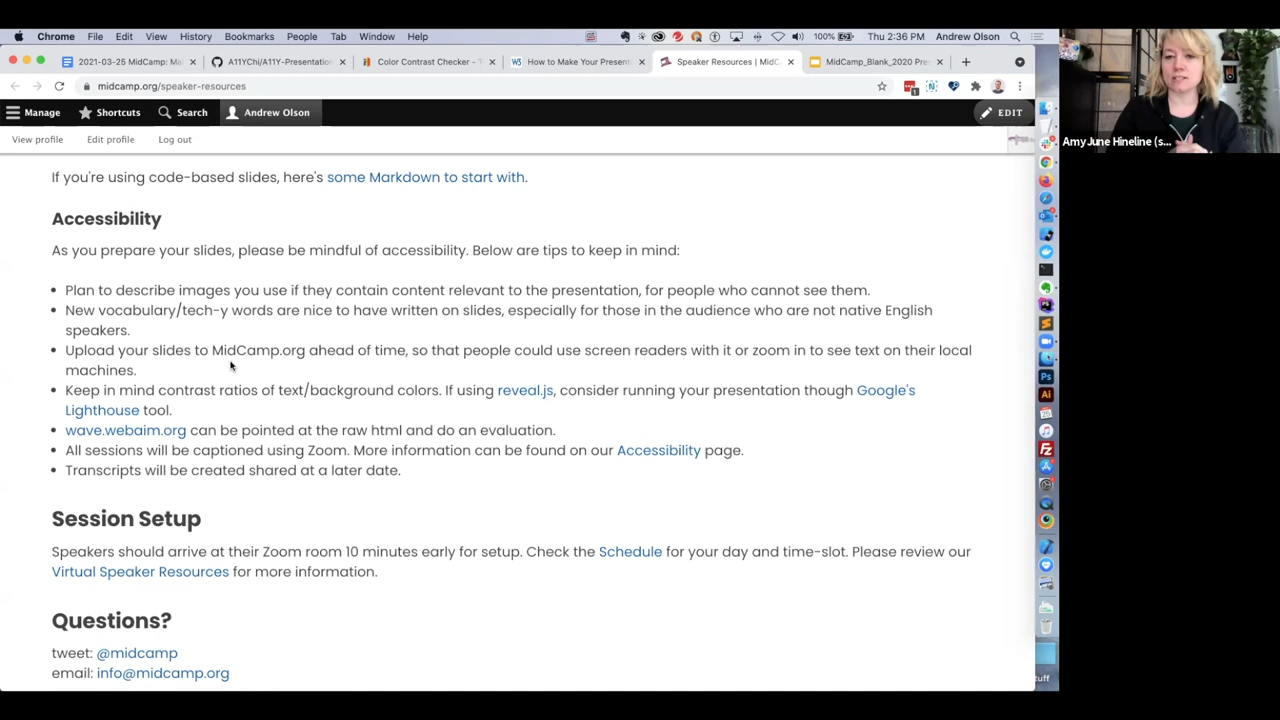 Chrome File Edit View History Bookmarks People Tab Window Help 100% Thu 2:36 PM Andrew Olson
2021-03-25 MidCamp: Ma A11YChi/A11Y-Presentation Color Contrast Checker - T How to Make Your Present Speaker Resources | MidC MidCamp_Blank_2020 Pre
midcamp.org/speaker-resources
Manage Shortcuts Search Andrew Olson EDIT
View profile Edit profile Log out
AmyJune Hineline (s...
If you're using code-based slides, here's some Markdown to start with.
Accessibility
As you prepare your slides, please be mindful of accessibility. Below are tips to keep in mind:
• Plan to describe images you use if they contain content relevant to the presentation, for people who cannot see them.
• New vocabulary/tech-y words are nice to have written on slides, especially for those in the audience who are not native English
speakers.
• Upload your slides to MidCamp.org ahead of time, so that people could use screen readers with it or zoom in to see text on their local
machines.
• Keep in mind contrast ratios of text/background colors. If using reveal.js, consider running your presentation though Google's
Lighthouse tool.
• wave.webaim.org can be pointed at the raw html and do an evaluation.
• All sessions will be captioned using Zoom. More information can be found on our Accessibility page.
• Transcripts will be created shared at a later date.
Session Setup
Speakers should arrive at their Zoom room 10 minutes early for setup. Check the Schedule for your day and time-slot. Please review our
Virtual Speaker Resources for more information.
Questions?
tweet: @midcamp
email: info@midcamp.org
Ps
Ai
tuff